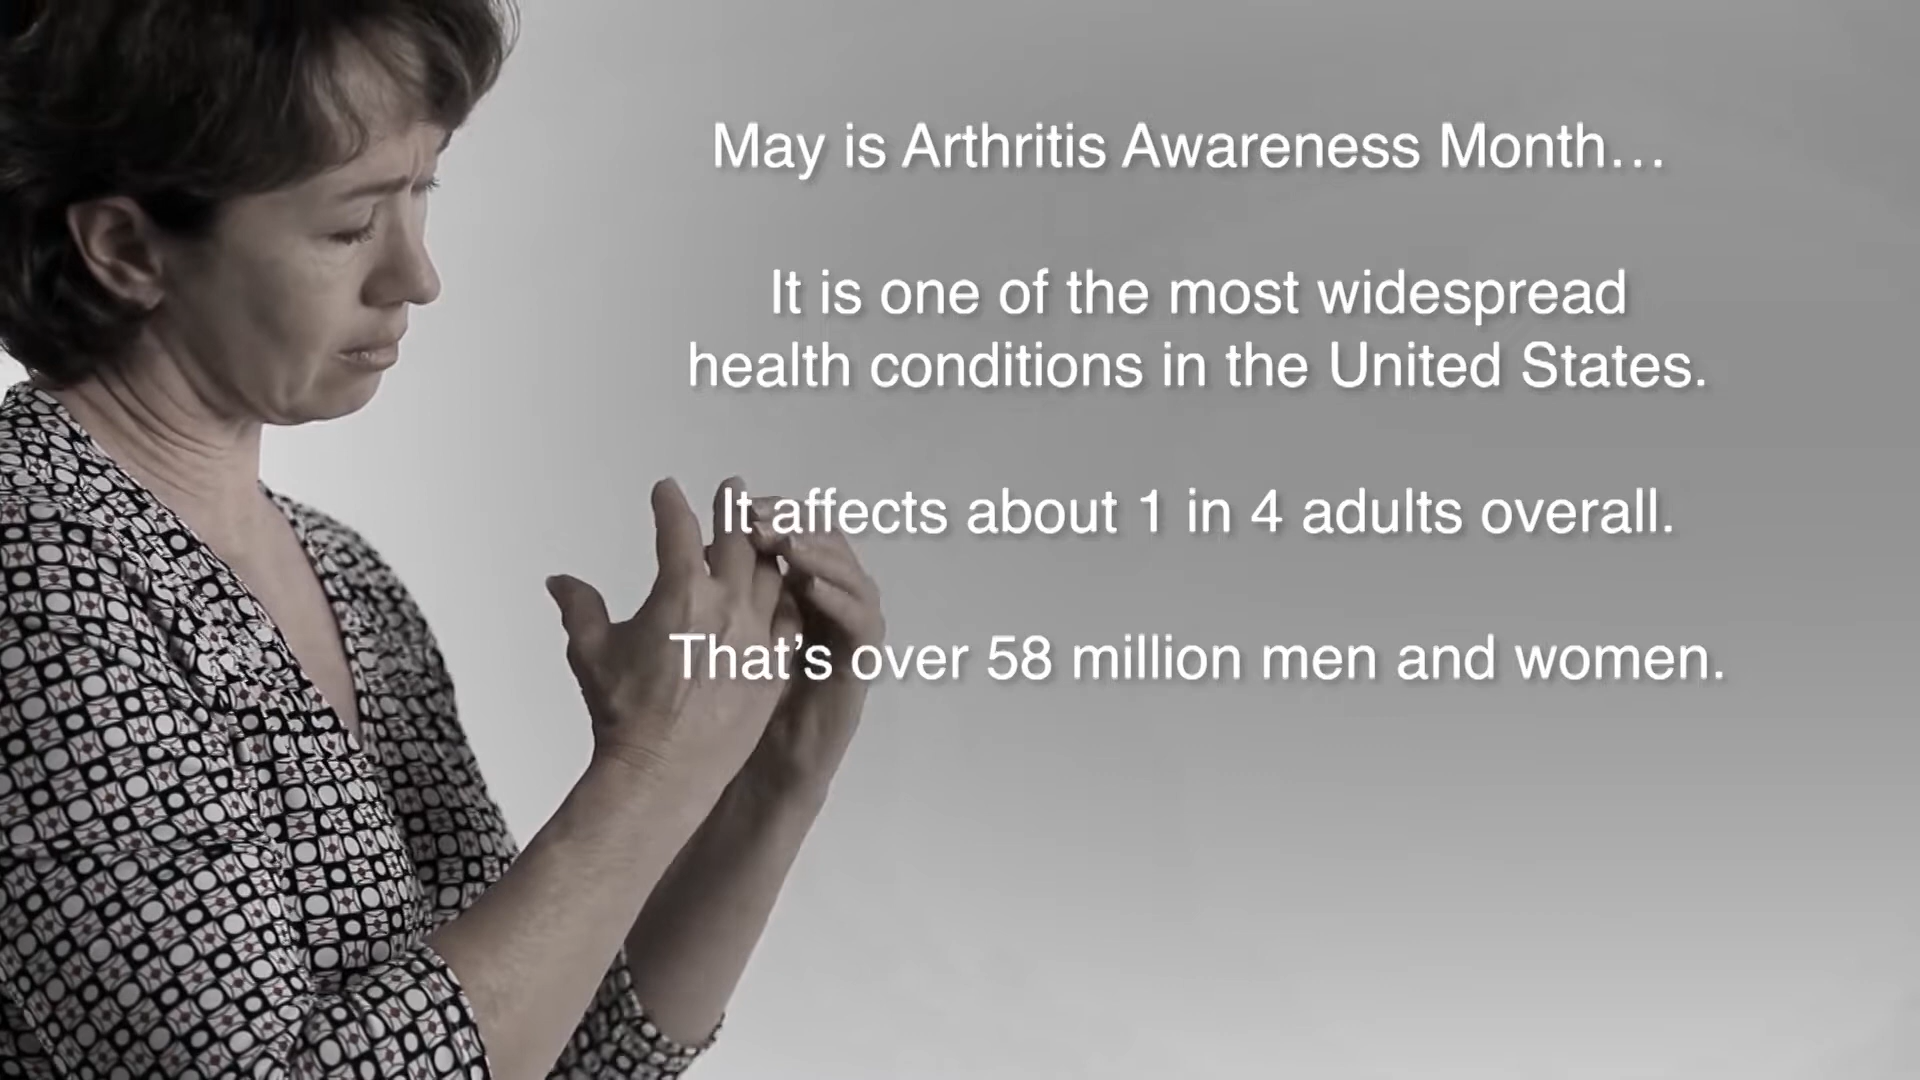 May is Arthritis Awareness Month…
It is one of the most widespread
health conditions in the United States.
It affects about 1 in 4 adults overall.
That’s over 58 million men and women.